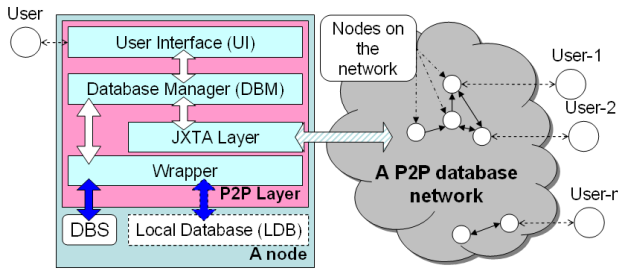 User
User Interface (UI)
Database Manager (DBM)
JXTA Layer
Wrapper
P2P Layer
DBS
Local Database (LDB)
A node
Nodes on
the
network
A P2P database
network
User-1
User-2
User-n